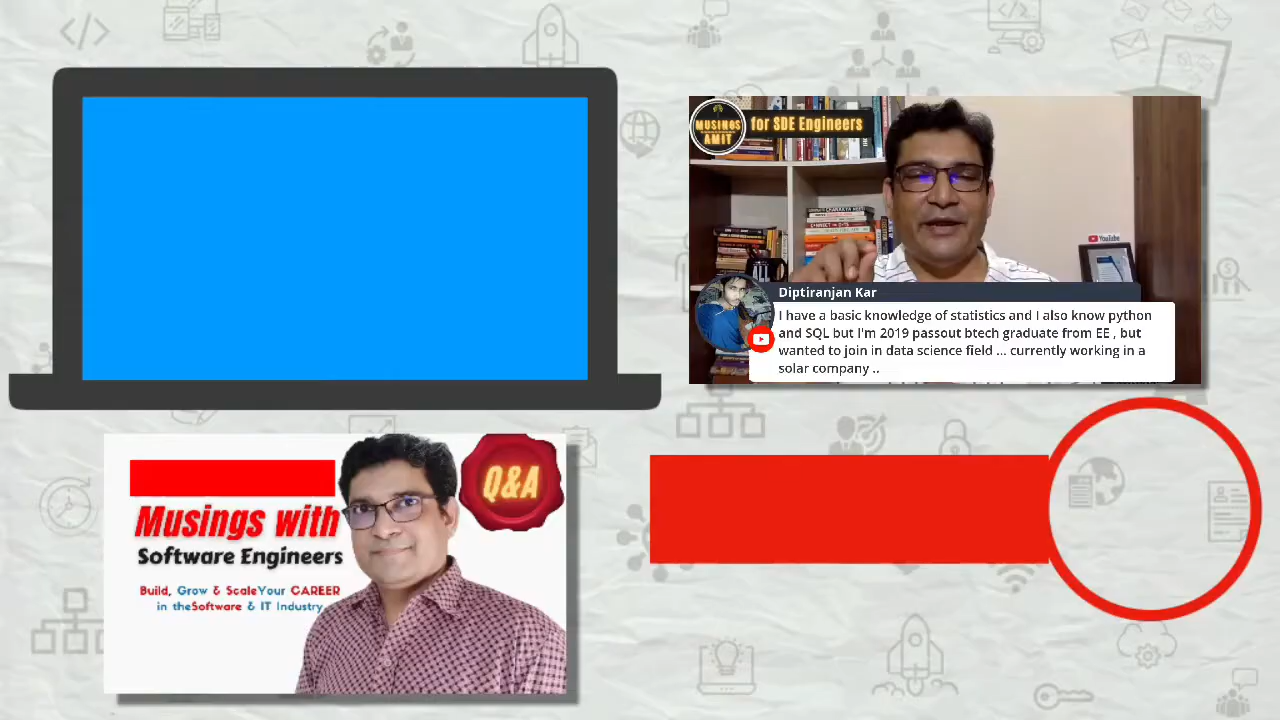 MUSINGS
AMIT
for SDE Engineers
YouTube
Diptiranjan Kar
I have a basic knowledge of statistics and I also know python
and SQL but I'm 2019 passout btech graduate from EE , but
wanted to join in data science field ... currently working in a
solar company ..
Q&A
Musings with
Software Engineers
Build, Grow & ScaleYour CAREER
in theSoftware & IT Industry